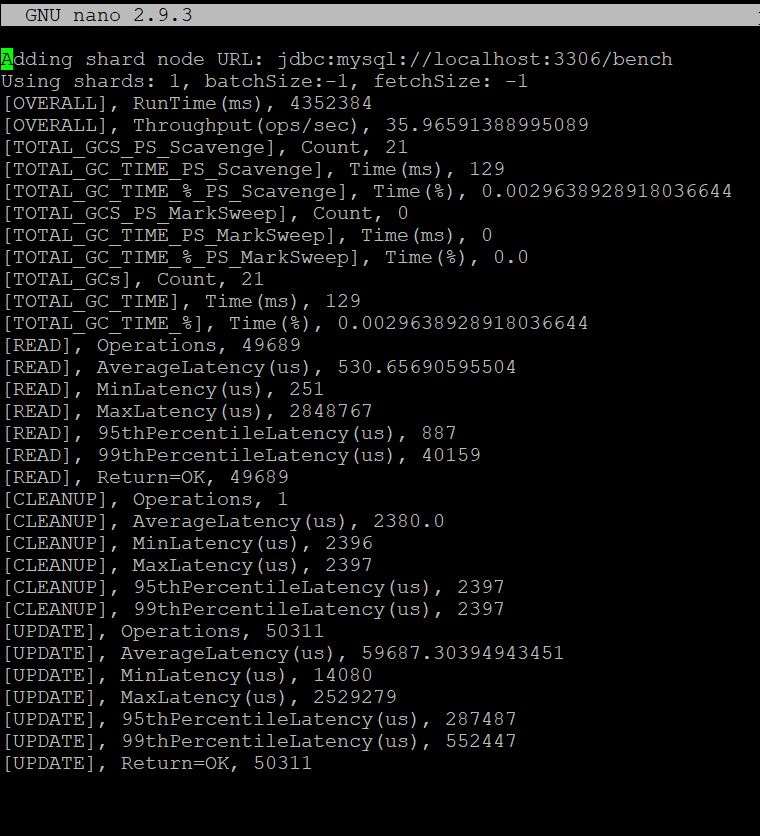 GNU nano 2.9.3
Adding shard node URL: jdbc:mysql://localhost:3306/bench
Using shards: 1, batchSize:-1, fetchSize: -1
[OVERALL], RunTime(ms), 4352384
[OVERALL], Throughput(ops/sec), 35.96591388995089
[TOTAL_GCS_PS_Scavenge], Count, 21
[TOTAL_GC_TIME_PS_Scavenge], Time(ms), 129
[TOTAL_GC_TIME_%_PS_Scavenge], Time(%), 0.0029638928918036644
[TOTAL_GCS_PS_MarkSweep], Count, 0
[TOTAL_GC_TIME_PS_MarkSweep], Time(ms), 0
[TOTAL_GC_TIME_%_PS_MarkSweep], Time(%), 0.0
[TOTAL_GCs], Count, 21
[TOTAL_GC_TIME], Time(ms), 129
[TOTAL_GC_TIME_%], Time(%), 0.0029638928918036644
[READ], Operations, 49689
[READ], AverageLatency(us), 530.65690595504
[READ], MinLatency(us), 251
[READ], MaxLatency(us), 2848767
[READ], 95thPercentileLatency(us), 887
[READ], 99thPercentileLatency(us), 40159
[READ], Return=OK, 49689
[CLEANUP], Operations, 1
[CLEANUP], AverageLatency(us), 2380.0
[CLEANUP], MinLatency(us), 2396
[CLEANUP], MaxLatency(us), 2397
[CLEANUP], 95thPercentileLatency(us), 2397
[CLEANUP], 99thPercentileLatency(us), 2397
[UPDATE], Operations, 50311
[UPDATE], AverageLatency(us), 59687.30394943451
[UPDATE], MinLatency(us), 14080
[UPDATE], MaxLatency(us), 2529279
[UPDATE], 95thPercentileLatency(us), 287487
[UPDATE], 99thPercentileLatency(us), 552447
[UPDATE], Return=OK, 50311